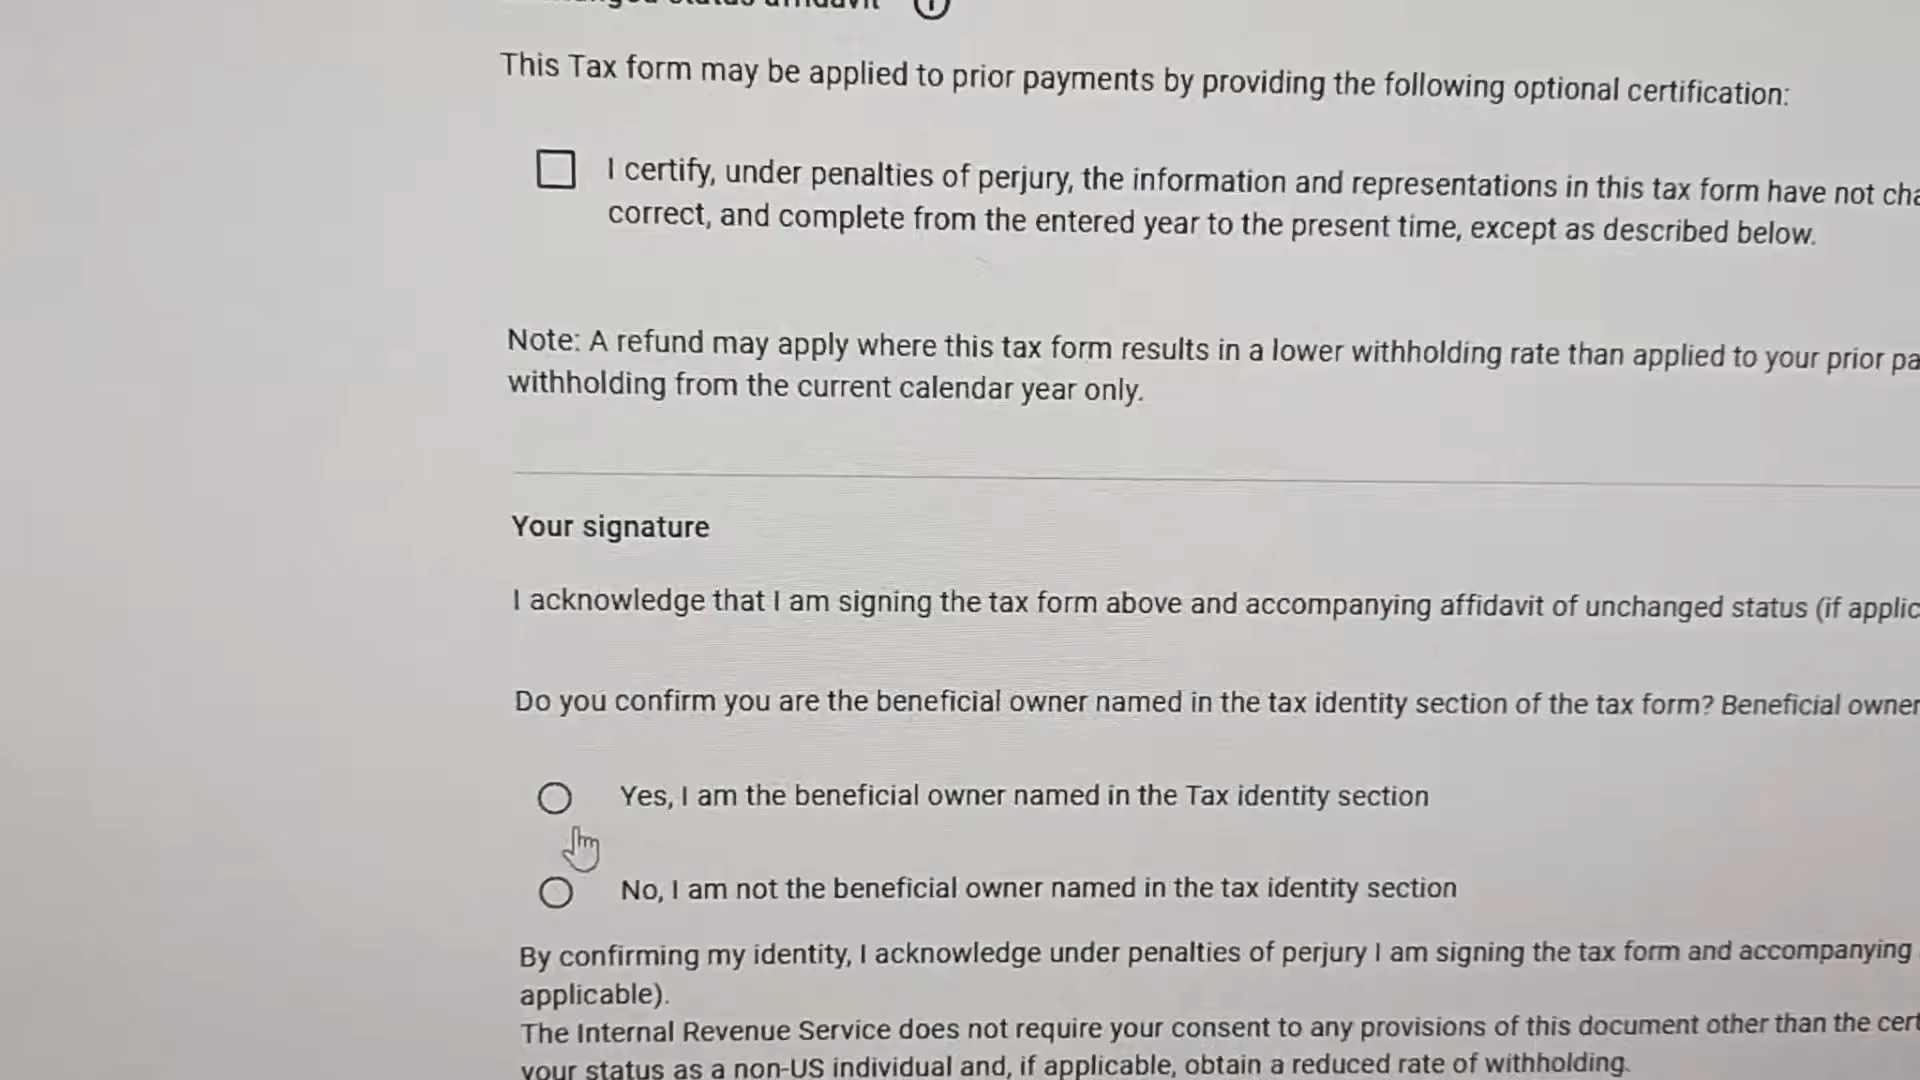 status affidavit
This Tax form may be applied to prior payments by providing the following optional certification:
I certify, under penalties of perjury, the information and representations in this tax form have not
correct, and complete from the entered year to the present time, except as described below.
Note: A refund may apply where this tax form results in a lower withholding rate than applied to your prior
withholding from the current calendar year only.
Your signature
I acknowledge that I am signing the tax form above and accompanying affidavit of unchanged status (if
Do you confirm you are the beneficial owner named in the tax identity section of the tax form? Beneficial owner
Yes, I am the beneficial owner named in the Tax identity section
No, I am not the beneficial owner named in the tax identity section
By confirming my identity, I acknowledge under penalties of perjury I am signing the tax form and accompanying
applicable).
The Internal Revenue Service does not require your consent to any provisions of this document other than the
your status as a non-US individual and, if applicable, obtain a reduced rate of withholding.